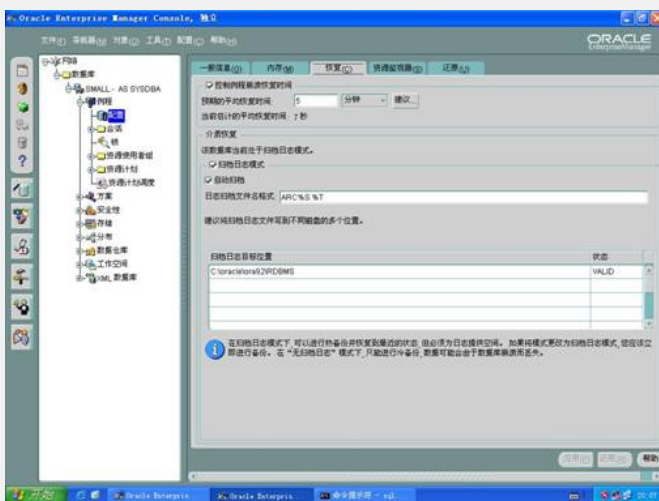 Oracle Enterprise Manager Console, 独立
文件(F) 导航器(N) 对象(O) 工具(T) 配置(C) 帮助(H)
ORACLE
EnterpriseManager
网络
数据库
SMALL - AS SYSDBA
例程
配置
会话
锁
资源使用者组
资源计划
资源计划调度
方案
安全性
存储
分布
数据仓库
工作空间
XML 数据库
一般信息(G) 内存(M) 恢复(C) 资源监视器(S) 还原(U)
控制例程崩溃恢复时间
预期的平均恢复时间: 5 分钟 建议...
当前估计的平均恢复时间: 7 秒
介质恢复
该数据库当前处于归档日志模式。
归档日志模式
自动归档
日志归档文件名格式: ARC%S.%T
建议将归档日志文件写到不同磁盘的多个位置。
归档日志目标位置 状态
C:\oracle\ora92\RDBMS VALID
在归档日志模式下, 可以进行热备份并恢复到最近的状态, 但必须为日志提供空间。 如果将模式更改为归档日志模式, 您应该立
即进行备份。 在“无归档日志”模式下, 只能进行冷备份, 数据可能会由于数据库崩溃而丢失。
应用(P) 还原(R) 帮助
开始 Oracle Enterpris... Oracle Enterpris... 命令提示符 - sql...